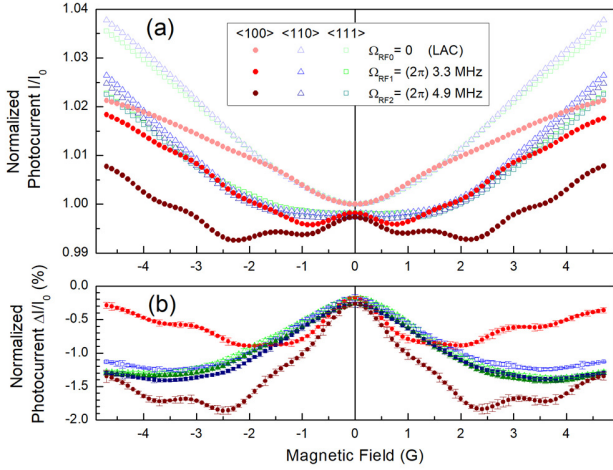 (a)
<100> <110> <111>
Ω_RF0 = 0 (LAC)
Ω_RF1 = (2π) 3.3 MHz
Ω_RF2 = (2π) 4.9 MHz
Normalized
Photocurrent I/I_0
1.04
1.03
1.02
1.01
1.00
0.99
-4 -3 -2 -1 0 1 2 3 4
(b)
Normalized
Photocurrent ΔI/I_0 (%)
0.0
-0.5
-1.0
-1.5
-2.0
-4 -3 -2 -1 0 1 2 3 4
Magnetic Field (G)